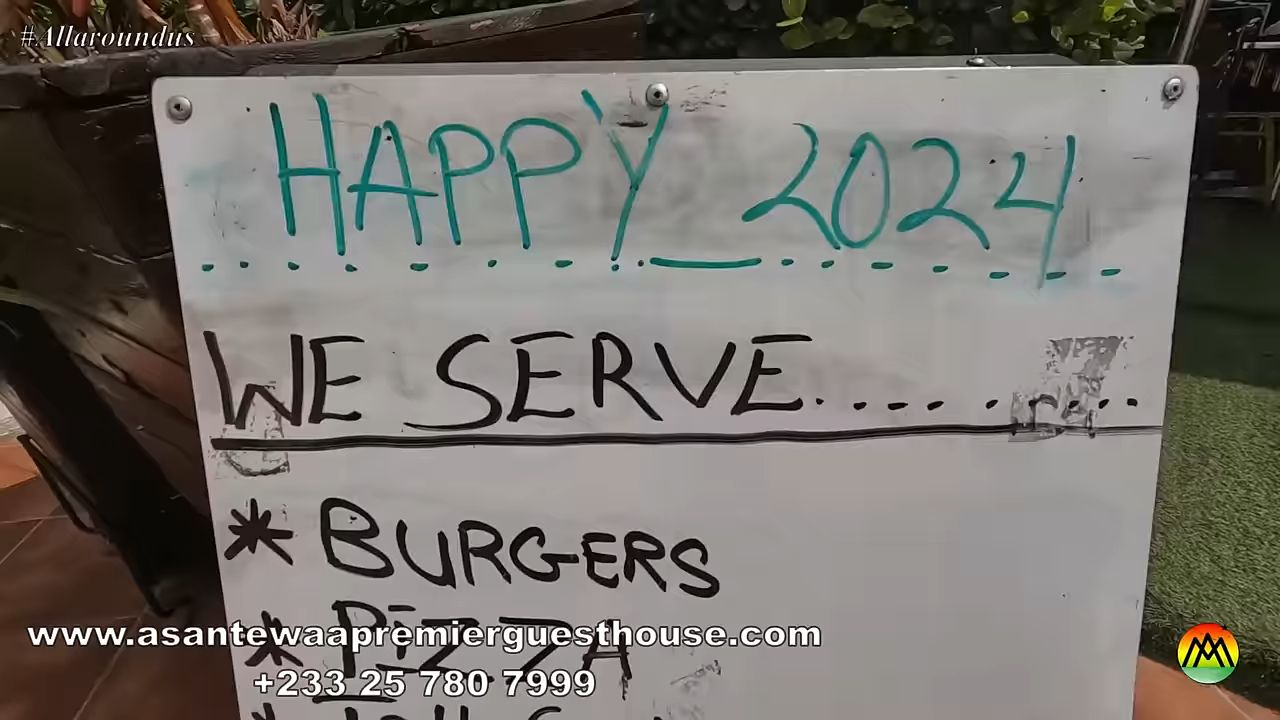 #Allaroundus
HAPPY 2024
WE SERVE..........
* BURGERS
* PIZZA
www.asantewaapremierguesthouse.com
+233 25 780 7999